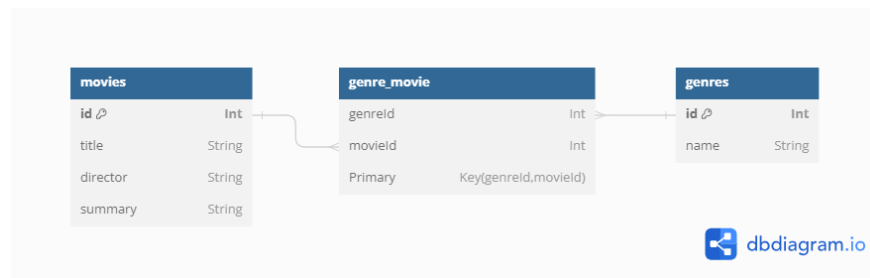 movies
id Int
title String
director String
summary String
genre_movie
genreId Int
movieId Int
Primary Key(genreId,movieId)
genres
id Int
name String
dbdiagram.io